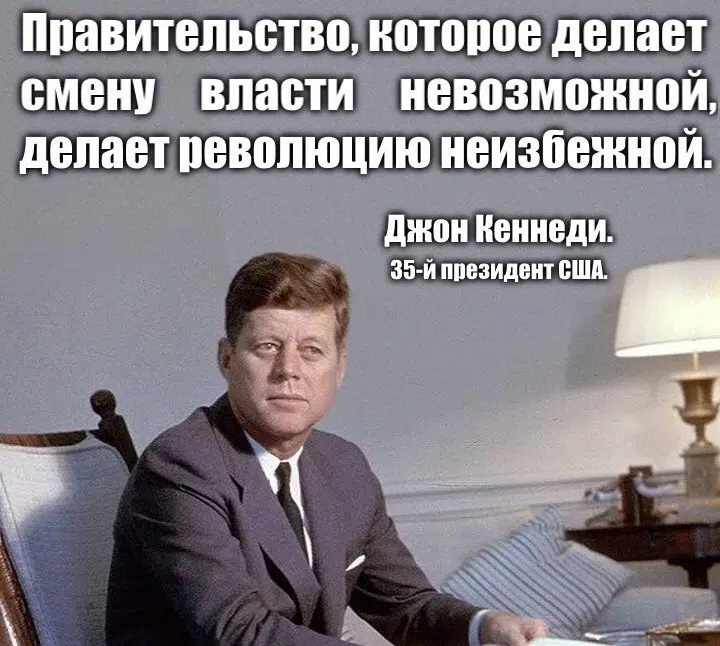 Правительство, которое делает
смену власти невозможной,
делает революцию неизбежной.
Джон Кеннеди.
35-й президент США.